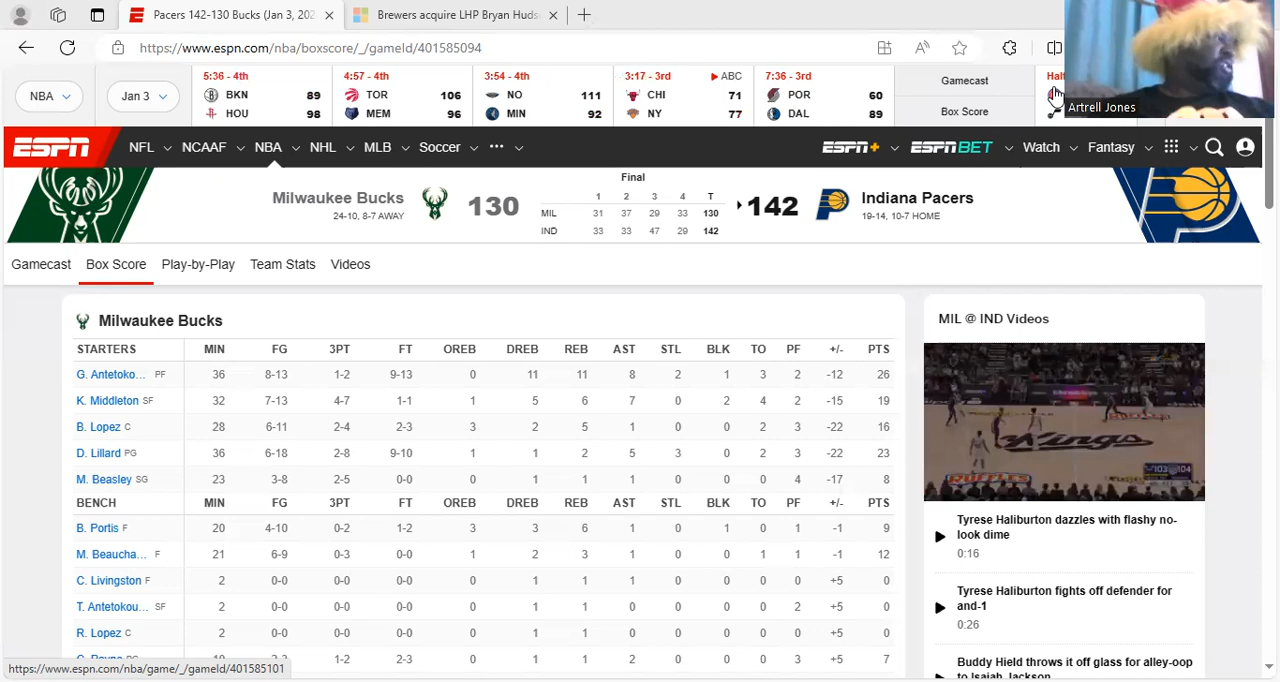 Pacers 142-130 Bucks (Jan 3, 202
Brewers acquire LHP Bryan Huds
https://www.espn.com/nba/boxscore/_/gameId/401585094
NBA
Jan 3
5:36 - 4th
BKN 89
HOU 98
4:57 - 4th
TOR 106
MEM 96
3:54 - 4th
NO 111
MIN 92
3:17 - 3rd ABC
CHI 71
NY 77
7:36 - 3rd
POR 60
DAL 89
Gamecast
Box Score
Half
Artrell Jones
ESPN NFL NCAAF NBA NHL MLB Soccer ESPN+ ESPN BET Watch Fantasy
Milwaukee Bucks
24-10, 8-7 AWAY
130
Final
1 2 3 4 T
MIL 31 37 29 33 130
IND 33 33 47 29 142
142
Indiana Pacers
19-14, 10-7 HOME
Gamecast Box Score Play-by-Play Team Stats Videos
Milwaukee Bucks
STARTERS MIN FG 3PT FT OREB DREB REB AST STL BLK TO PF +/- PTS
G. Antetoko... PF 36 8-13 1-2 9-13 0 11 11 8 2 1 3 2 -12 26
K. Middleton SF 32 7-13 4-7 1-1 1 5 6 7 0 2 4 2 -15 19
B. Lopez C 28 6-11 2-4 2-3 3 2 5 1 0 0 2 3 -22 16
D. Lillard PG 36 6-18 2-8 9-10 1 1 2 5 3 0 2 3 -22 23
M. Beasley SG 23 3-8 2-5 0-0 0 1 1 1 0 0 0 4 -17 8
BENCH MIN FG 3PT FT OREB DREB REB AST STL BLK TO PF +/- PTS
B. Portis F 20 4-10 0-2 1-2 3 3 6 1 0 1 0 1 -1 9
M. Beaucha... F 21 6-9 0-3 0-0 1 2 3 1 0 0 1 1 -1 12
C. Livingston F 2 0-0 0-0 0-0 0 1 1 1 0 0 0 0 +5 0
T. Antetokou... SF 2 0-0 0-0 0-0 0 1 1 0 0 0 0 2 +5 0
R. Lopez C 2 0-0 0-0 0-0 0 1 1 0 0 0 0 0 +5 0
1-2 2-3 0 1 1 2 0 0 0 3 +5 7
MIL @ IND Videos
Kings
RUFFLES
103 104
Tyrese Haliburton dazzles with flashy no-
look dime
0:16
Tyrese Haliburton fights off defender for
and-1
0:26
Buddy Hield throws it off glass for alley-oop
to Isaiah Jackson
https://www.espn.com/nba/game/_/gameId/401585101